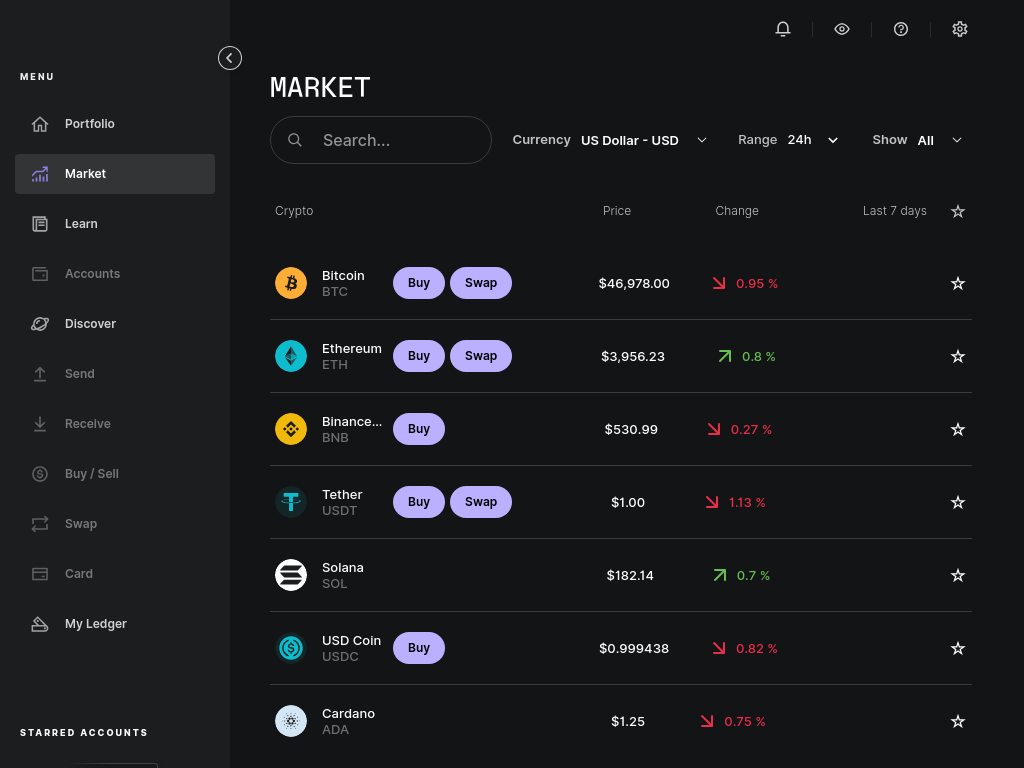 MENU
Portfolio
Market
Learn
Accounts
Discover
Send
Receive
Buy / Sell
Swap
Card
My Ledger
STARRED ACCOUNTS
MARKET
Search...
Currency US Dollar - USD
Range 24h
Show All
Crypto Price Change Last 7 days
Bitcoin
BTC
Buy Swap $46,978.00 0.95 %
Ethereum
ETH
Buy Swap $3,956.23 0.8 %
Binance...
BNB
Buy $530.99 0.27 %
Tether
USDT
Buy Swap $1.00 1.13 %
Solana
SOL
$182.14 0.7 %
USD Coin
USDC
Buy $0.999438 0.82 %
Cardano
ADA
$1.25 0.75 %